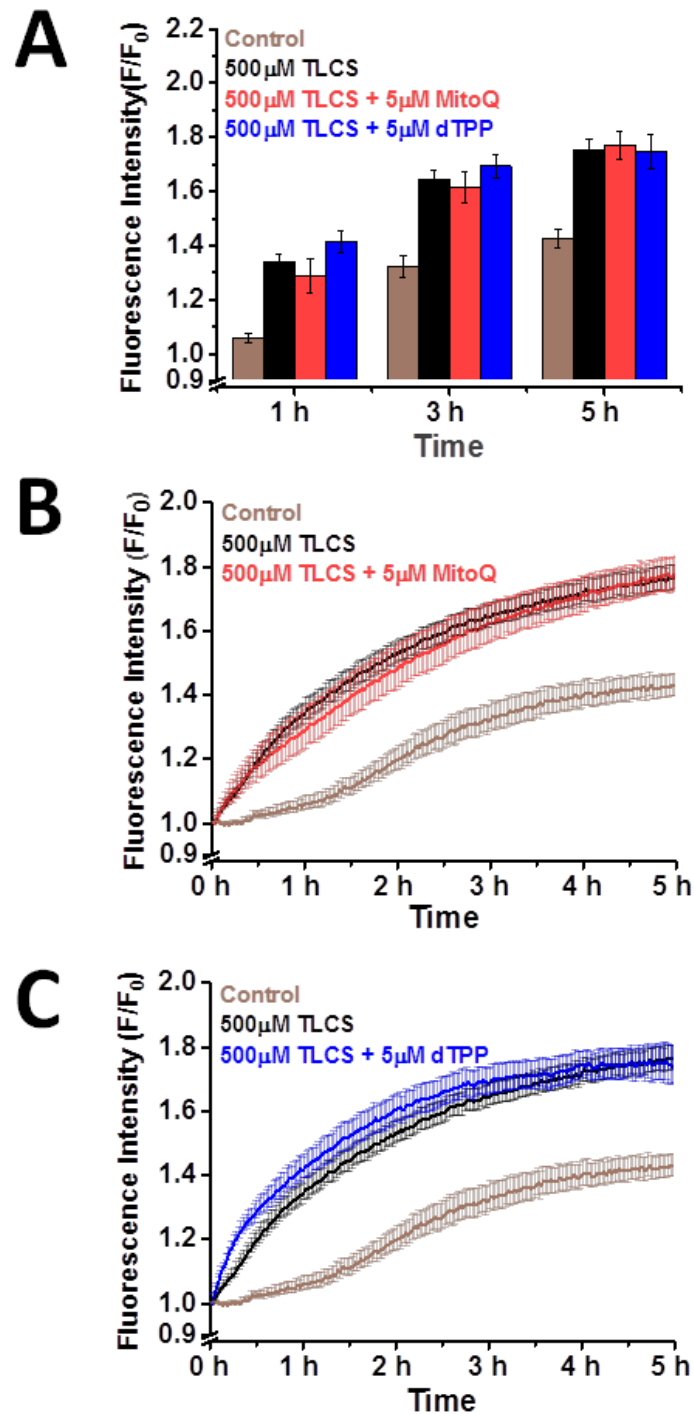 A
Fluorescence Intensity(F/F0)
2.2
2.0
1.8
1.6
1.4
1.2
1.0
0.9
Control
500µM TLCS
500µM TLCS + 5µM MitoQ
500µM TLCS + 5µM dTPP
1 h 3 h 5 h
Time
B
Fluorescence Intensity (F/F0)
2.0
1.8
1.6
1.4
1.2
1.0
0.9
Control
500µM TLCS
500µM TLCS + 5µM MitoQ
0 h 1 h 2 h 3 h 4 h 5 h
Time
C
Fluorescence Intensity (F/F0)
2.0
1.8
1.6
1.4
1.2
1.0
0.9
Control
500µM TLCS
500µM TLCS + 5µM dTPP
0 h 1 h 2 h 3 h 4 h 5 h
Time